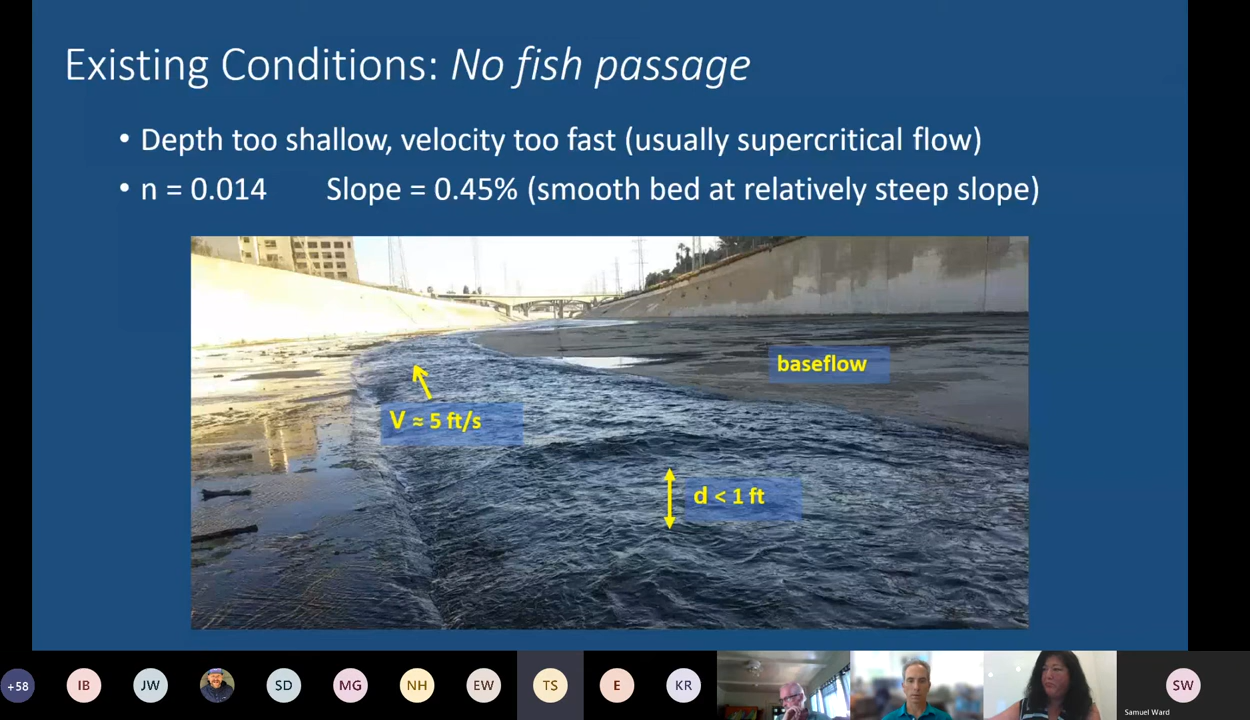 Existing Conditions: No fish passage
• Depth too shallow, velocity too fast (usually supercritical flow)
• n = 0.014 Slope = 0.45% (smooth bed at relatively steep slope)
baseflow
V ≈ 5 ft/s
d < 1 ft
+58 IB JW SD MG NH EW TS E KR SW
Samuel Ward